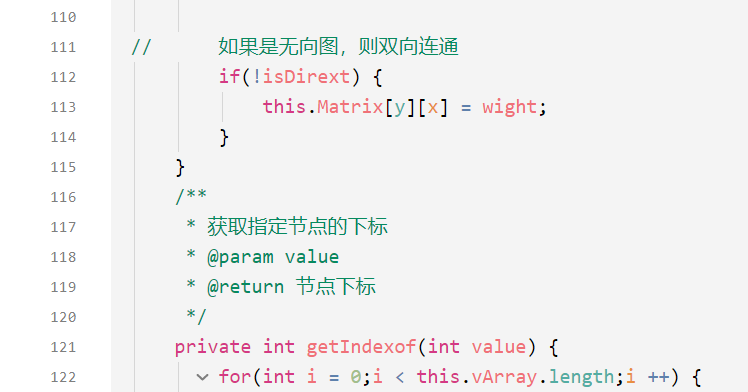 110
111 // 如果是无向图，则双向连通
112 if(!isDirext) {
113 this.Matrix[y][x] = wight;
114 }
115 }
116 /**
117 * 获取指定节点的下标
118 * @param value
119 * @return 节点下标
120 */
121 private int getIndexof(int value) {
122 for(int i = 0;i < this.vArray.length;i ++) {